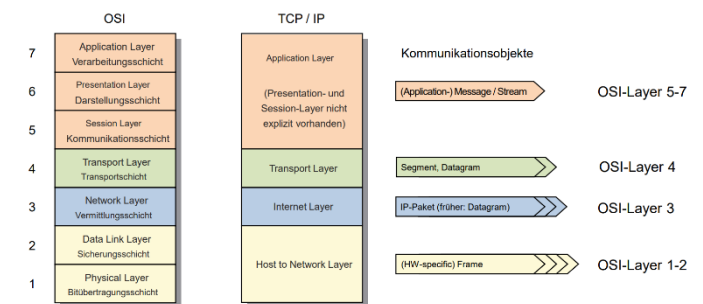 OSI
TCP / IP
7
Application Layer
Verarbeitungsschicht
6
Presentation Layer
Darstellungsschicht
5
Session Layer
Kommunikationsschicht
4
Transport Layer
Transportschicht
3
Network Layer
Vermittlungsschicht
2
Data Link Layer
Sicherungsschicht
1
Physical Layer
Bitübertragungsschicht
Application Layer
(Presentation- und
Session-Layer nicht
explizit vorhanden)
Transport Layer
Internet Layer
Host to Network Layer
Kommunikationsobjekte
(Application-) Message / Stream
OSI-Layer 5-7
Segment, Datagram
OSI-Layer 4
IP-Paket (früher: Datagram)
OSI-Layer 3
(HW-specific) Frame
OSI-Layer 1-2